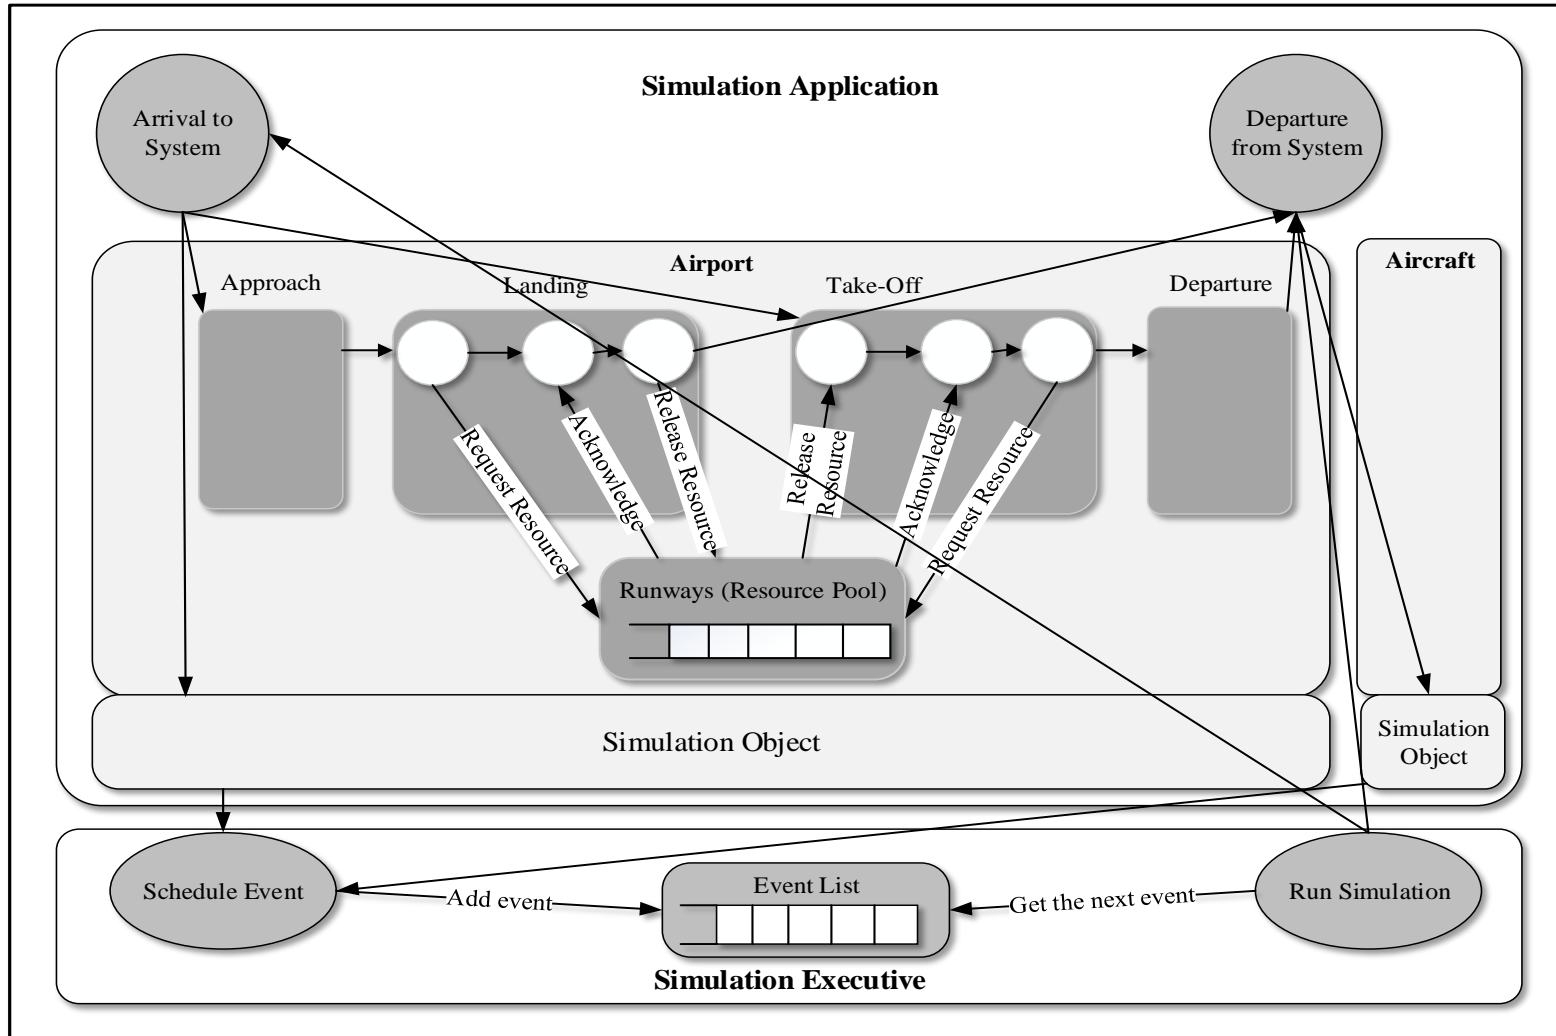 Simulation Application
Arrival to
System
Departure
from System
Airport
Aircraft
Approach
Landing
Take-Off
Departure
Request Resource
Acknowledge
Release Resource
Release
Resource
Acknowledge
Request Resource
Runways (Resource Pool)
Simulation Object
Simulation
Object
Schedule Event
Add event
Event List
Get the next event
Run Simulation
Simulation Executive